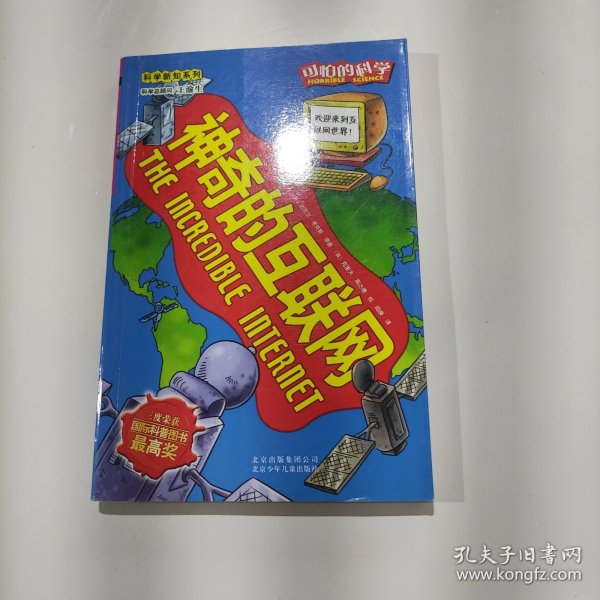 科学新知系列
可怕的科学
HORRIBLE SCIENCE
欢迎来到互
联网世界！
神奇的互联网
THE INCREDIBLE INTERNET
三度荣获
国际科普图书
最高奖
北京出版集团公司
北京少年儿童出版社
孔夫子旧书网
www.kongfz.com